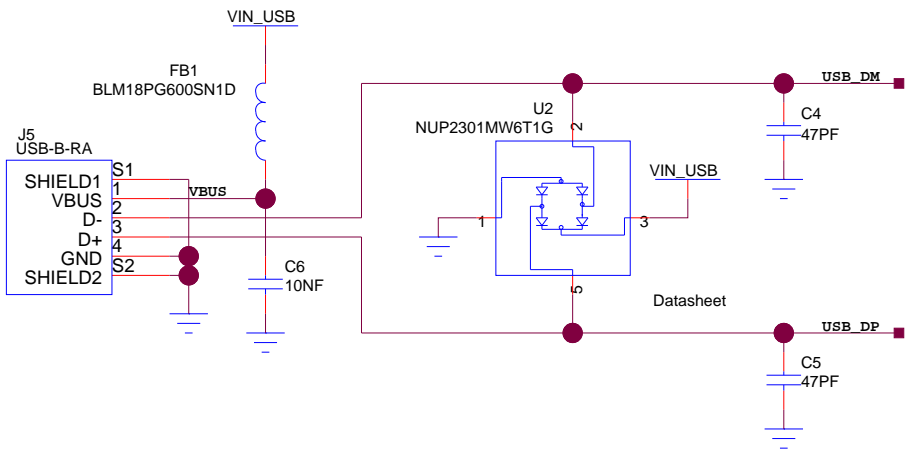 VIN_USB
FB1
BLM18PG600SN1D
USB_DM
U2
NUP2301MW6T1G
2
C4
47PF
J5
USB-B-RA
SHIELD1
S1
VBUS
1
VBUS
D-
2
D+
3
GND
4
SHIELD2
S2
VIN_USB
1
3
C6
10NF
5
Datasheet
USB_DP
C5
47PF